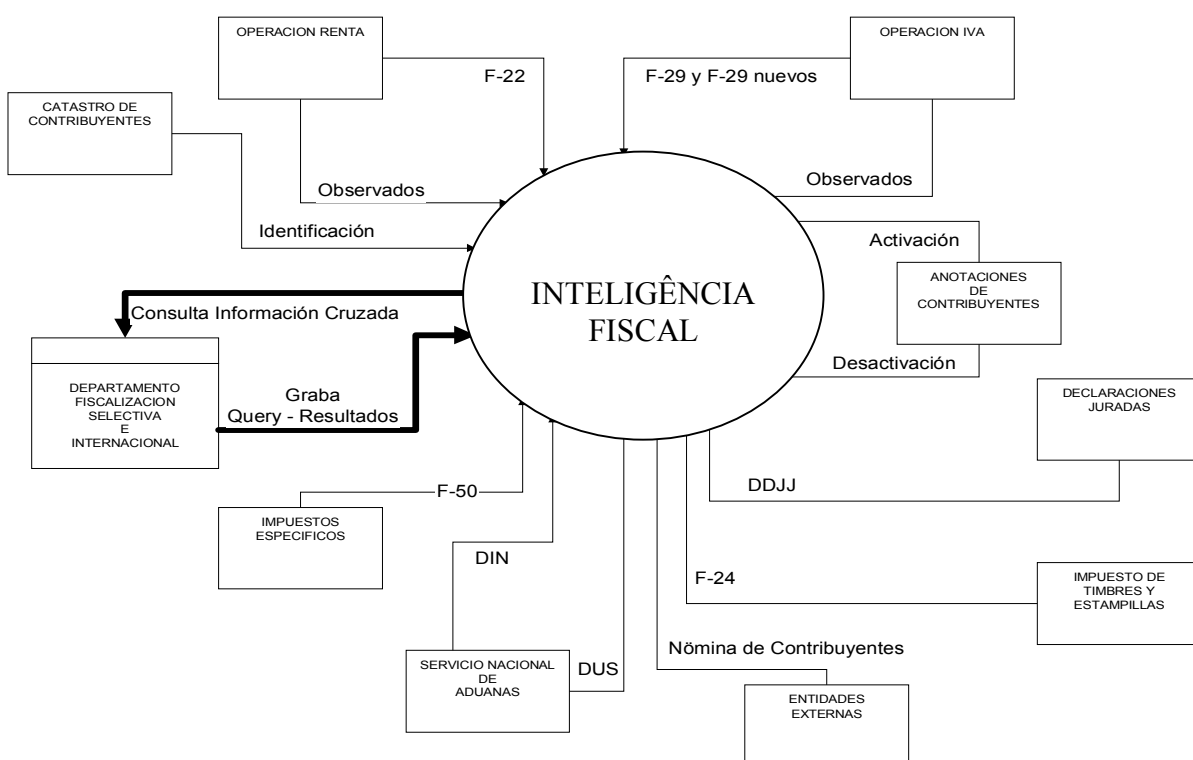 OPERACION RENTA
OPERACION IVA
F-22
F-29 y F-29 nuevos
CATASTRO DE
CONTRIBUYENTES
Observados
Observados
Identificación
Activación
INTELIGÊNCIA
FISCAL
ANOTACIONES
DE
CONTRIBUYENTES
Consulta Información Cruzada
Desactivación
DEPARTAMENTO
FISCALIZACION
SELECTIVA
E
INTERNACIONAL
Graba
Query - Resultados
DECLARACIONES
JURADAS
F-50
DDJJ
IMPUESTOS
ESPECIFICOS
DIN
F-24
IMPUESTO DE
TIMBRES Y
ESTAMPILLAS
Nömina de Contribuyentes
SERVICIO NACIONAL
DE
ADUANAS
DUS
ENTIDADES
EXTERNAS